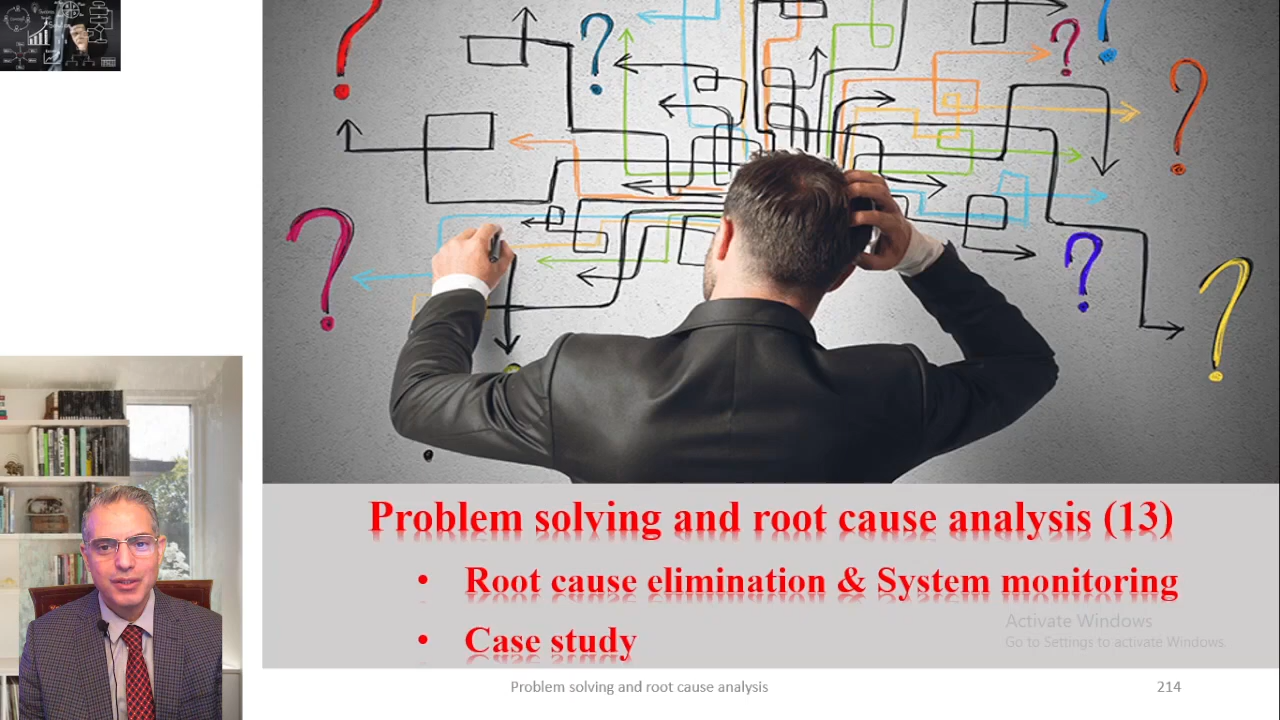 Problem solving and root cause analysis (13)
• Root cause elimination & System monitoring
• Case study
Activate Windows
Go to Settings to activate Windows.
Problem solving and root cause analysis
214